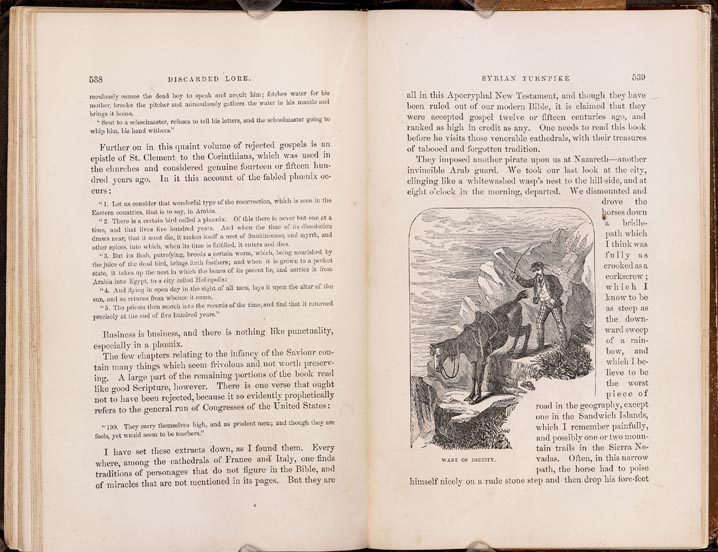 538 DISCARDED LORE.
raculously causes the dead boy to speak and acquit him; fetches water for his
mother, breaks the pitcher and miraculously gathers the water in his mantle and
brings it home.
"Sent to a schoolmaster, refuses to tell his letters, and the schoolmaster going to
whip him, his hand withers."
Further on in this quaint volume of rejected gospels is an
epistle of St. Clement to the Corinthians, which was used in
the churches and considered genuine fourteen or fifteen hun-
dred years ago. In it this account of the fabled phœnix oc-
curs:
"1. Let us consider that wonderful type of the resurrection, which is seen in the
Eastern countries, that is to say, in Arabia.
"2. There is a certain bird called a phœnix. Of this there is never but one at a
time, and that lives five hundred years. And when the time of its dissolution
draws near, that it must die, it makes itself a nest of frankincense, and myrrh, and
other spices, into which, when its time is fulfilled, it enters and dies.
"3. But its flesh, putrefying, breeds a certain worm, which, being nourished by
the juice of the dead bird, brings forth feathers; and when it is grown to a perfect
state, it takes up the nest in which the bones of its parent lie, and carries it from
Arabia into Egypt, to a city called Heliopolis:
"4. And flying in open day in the sight of all men, lays it upon the altar of the
sun, and so returns from whence it came.
"5. The priests then search into the records of the time, and find that it returned
precisely at the end of five hundred years."
Business is business, and there is nothing like punctuality,
especially in a phœnix.
The few chapters relating to the infancy of the Saviour con-
tain many things which seem frivolous and not worth preserv-
ing. A large part of the remaining portions of the book read
like good Scripture, however. There is one verse that ought
not to have been rejected, because it so evidently prophetically
refers to the general run of Congresses of the United States:
"199. They carry themselves high, and as prudent men; and though they are
fools, yet would seem to be teachers."
I have set these extracts down, as I found them. Every
where, among the cathedrals of France and Italy, one finds
traditions of personages that do not figure in the Bible, and
of miracles that are not mentioned in its pages. But they are
SYRIAN TURNPIKE 539
all in this Apocryphal New Testament, and though they have
been ruled out of our modern Bible, it is claimed that they
were accepted gospel twelve or fifteen centuries ago, and
ranked as high in credit as any. One needs to read this book
before he visits those venerable cathedrals, with their treasures
of tabooed and forgotten tradition.
They imposed another pirate upon us at Nazareth—another
invincible Arab guard. We took our last look at the city,
clinging like a whitewashed wasp's nest to the hill-side, and at
eight o'clock in the morning, departed. We dismounted and
drove the
horses down
a bridle-
path which
I think was
fully as
crooked as a
corkscrew;
which I
know to be
as steep as
the down-
ward sweep
of a rain-
bow, and
which I be-
lieve to be
the worst
piece of
road in the geography, except
one in the Sandwich Islands,
which I remember painfully,
and possibly one or two moun-
tain trails in the Sierra Ne-
vadas. Often, in this narrow
path, the horse had to poise
himself nicely on a rude stone step and then drop his fore-feet
WANT OF DIGNITY.